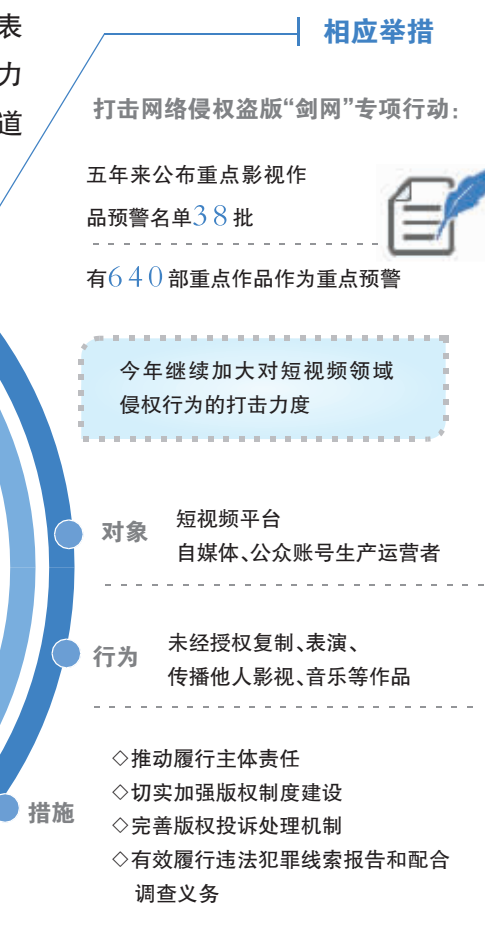 表
力
道
相应举措
打击网络侵权盗版“剑网”专项行动：
五年来公布重点影视作
品预警名单38批
有640部重点作品作为重点预警
今年继续加大对短视频领域
侵权行为的打击力度
对象
短视频平台
自媒体、公众账号生产运营者
行为
未经授权复制、表演、
传播他人影视、音乐等作品
措施
◇推动履行主体责任
◇切实加强版权制度建设
◇完善版权投诉处理机制
◇有效履行违法犯罪线索报告和配合
调查义务